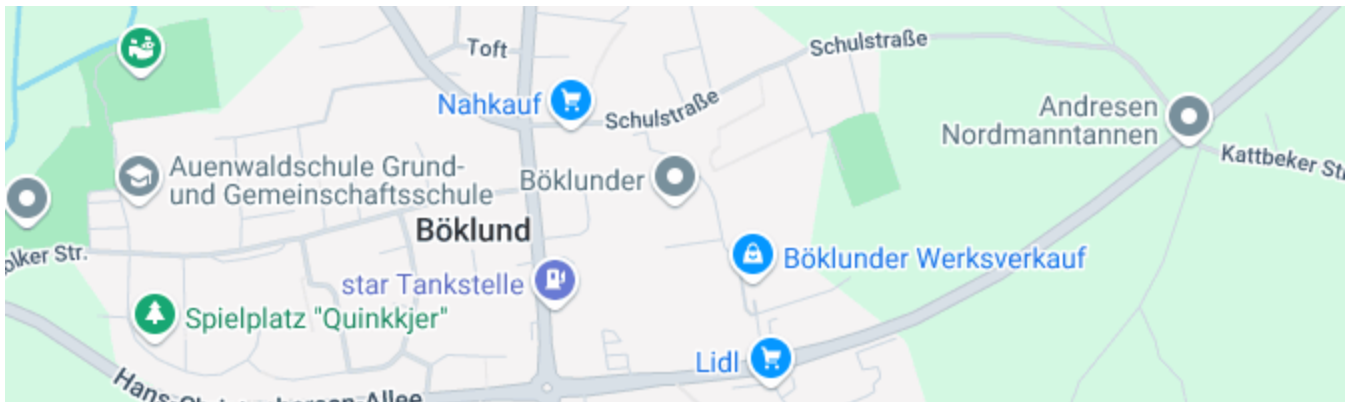 Toft
Schulstraße
Nahkauf
Schulstraße
Andresen
Nordmanntannen
Kattbeker
Auenwaldschule Grund-
und Gemeinschaftsschule
Böklunder
Böklund
Str.
Böklunder Werksverkauf
star Tankstelle
Spielplatz "Quinkkjer"
Lidl